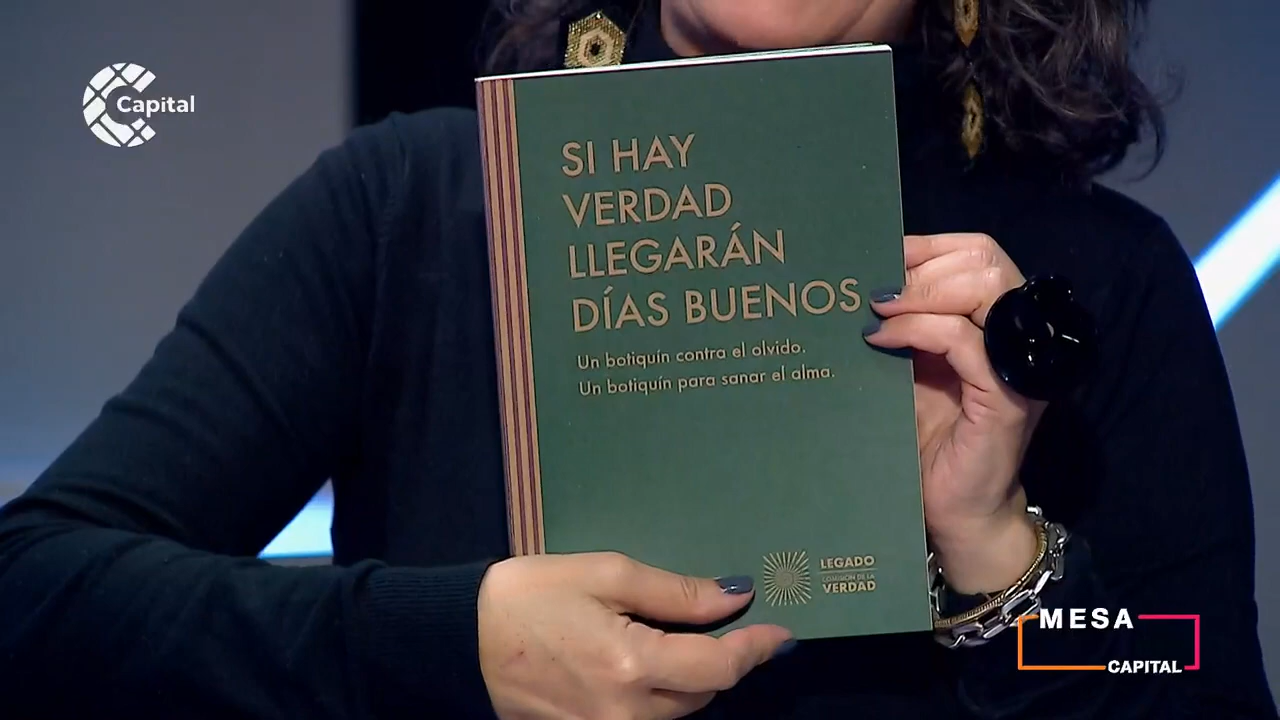 Capital
SI HAY
VERDAD
LLEGARÁN
DÍAS BUENOS
Un botiquín contra el olvido.
Un botiquín para sanar el alma.
LEGADO
COMISIÓN DE LA
VERDAD
MESA
CAPITAL